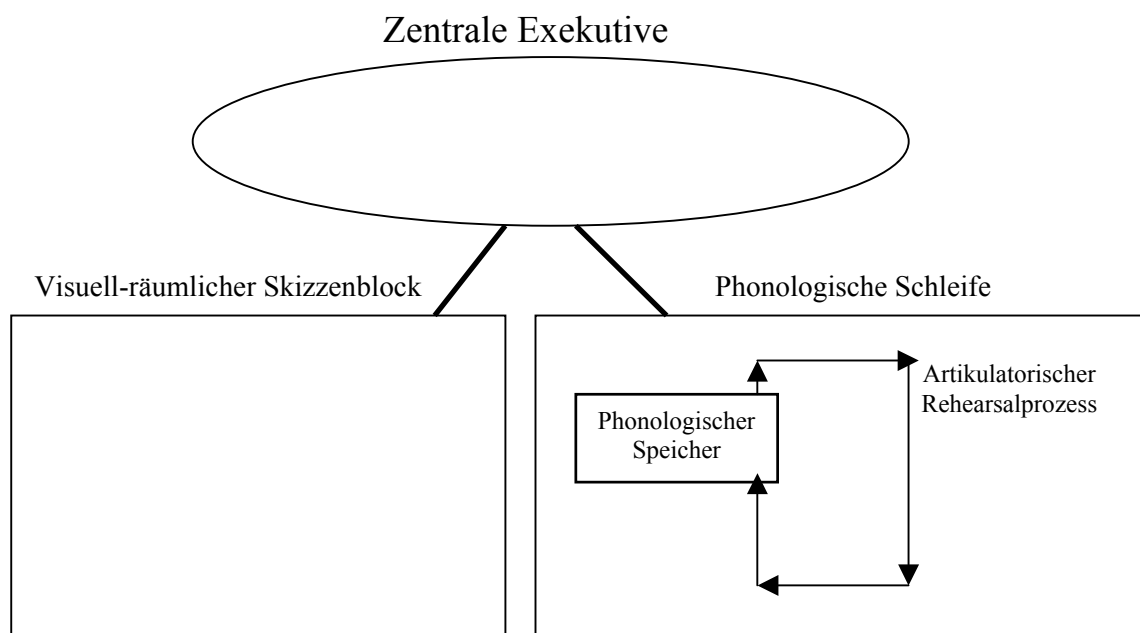 Zentrale Exekutive
Visuell-räumlicher Skizzenblock
Phonologische Schleife
Phonologischer
Speicher
Artikulatorischer
Rehearsalprozess